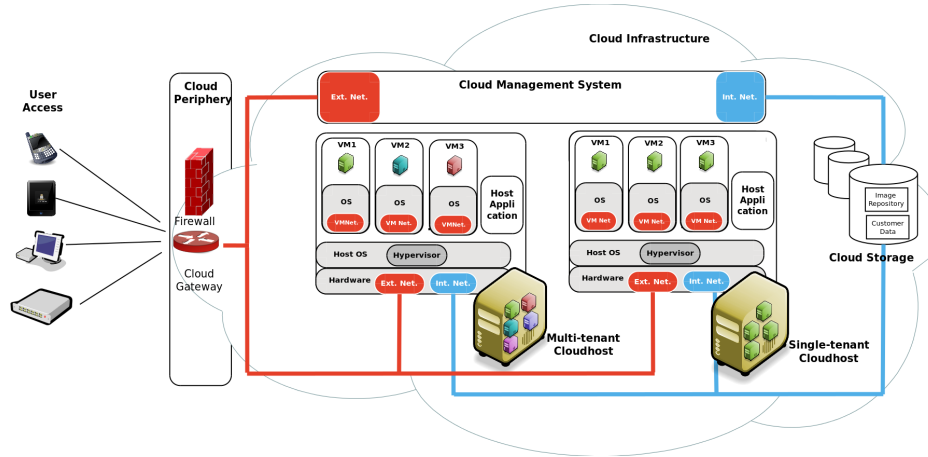 Cloud Infrastructure
User
Access
Cloud
Periphery
Firewall
Cloud
Gateway
Ext. Net.
Cloud Management System
Int. Net.
VM1
VM2
VM3
OS
OS
OS
VMNet.
VM Net.
VMNet.
Host
Appli
cation
Host OS
Hypervisor
Hardware
Ext. Net.
Int. Net.
Multi-tenant
Cloudhost
VM1
VM2
VM3
OS
OS
OS
VM Net.
VM Net.
VM Net.
Host
Appli
cation
Host OS
Hypervisor
Hardware
Ext. Net.
Int. Net.
Single-tenant
Cloudhost
Image
Repository
Customer
Data
Cloud Storage